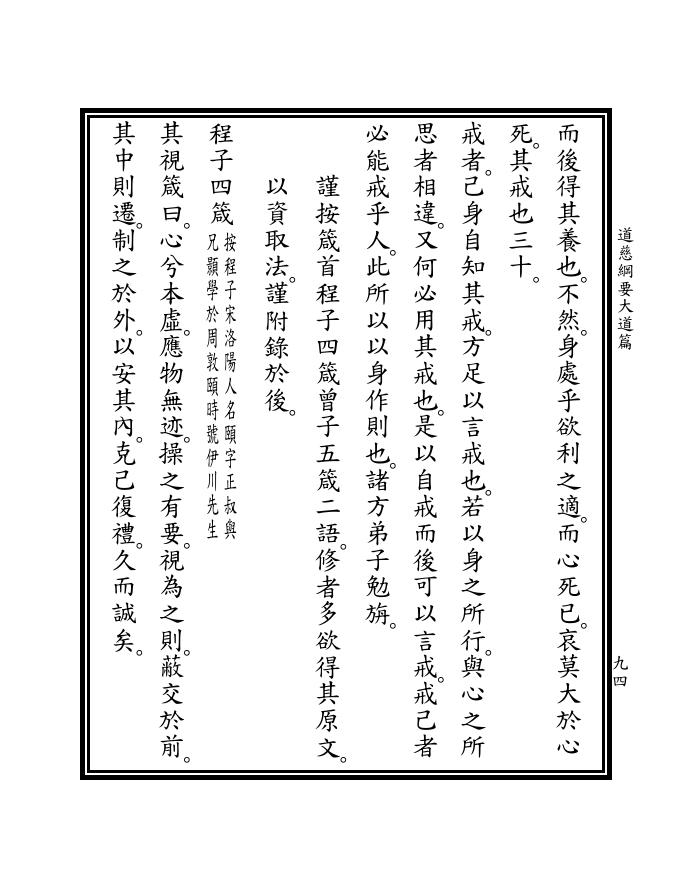 道慈綱要大道篇
九四
而後得其養也。不然。身處乎欲利之適。而心死已。哀莫大於心
死。其戒也三十。
戒者。己身自知其戒。方足以言戒也。若以身之所行。與心之所
思者相違。又何必用其戒也。是以自戒而後可以言戒。戒己者
必能戒乎人。此所以以身作則也。諸方弟子勉旃。
謹按箴首程子四箴曾子五箴二語。修者多欲得其原文。
以資取法。謹附錄於後。
程子四箴
按程子宋洛陽人名頤字正叔與
兄顥學於周敦頤時號伊川先生
其視箴曰。心兮本虛。應物無迹。操之有要。視為之則。蔽交於前。
其中則遷。制之於外。以安其內。克己復禮。久而誠矣。